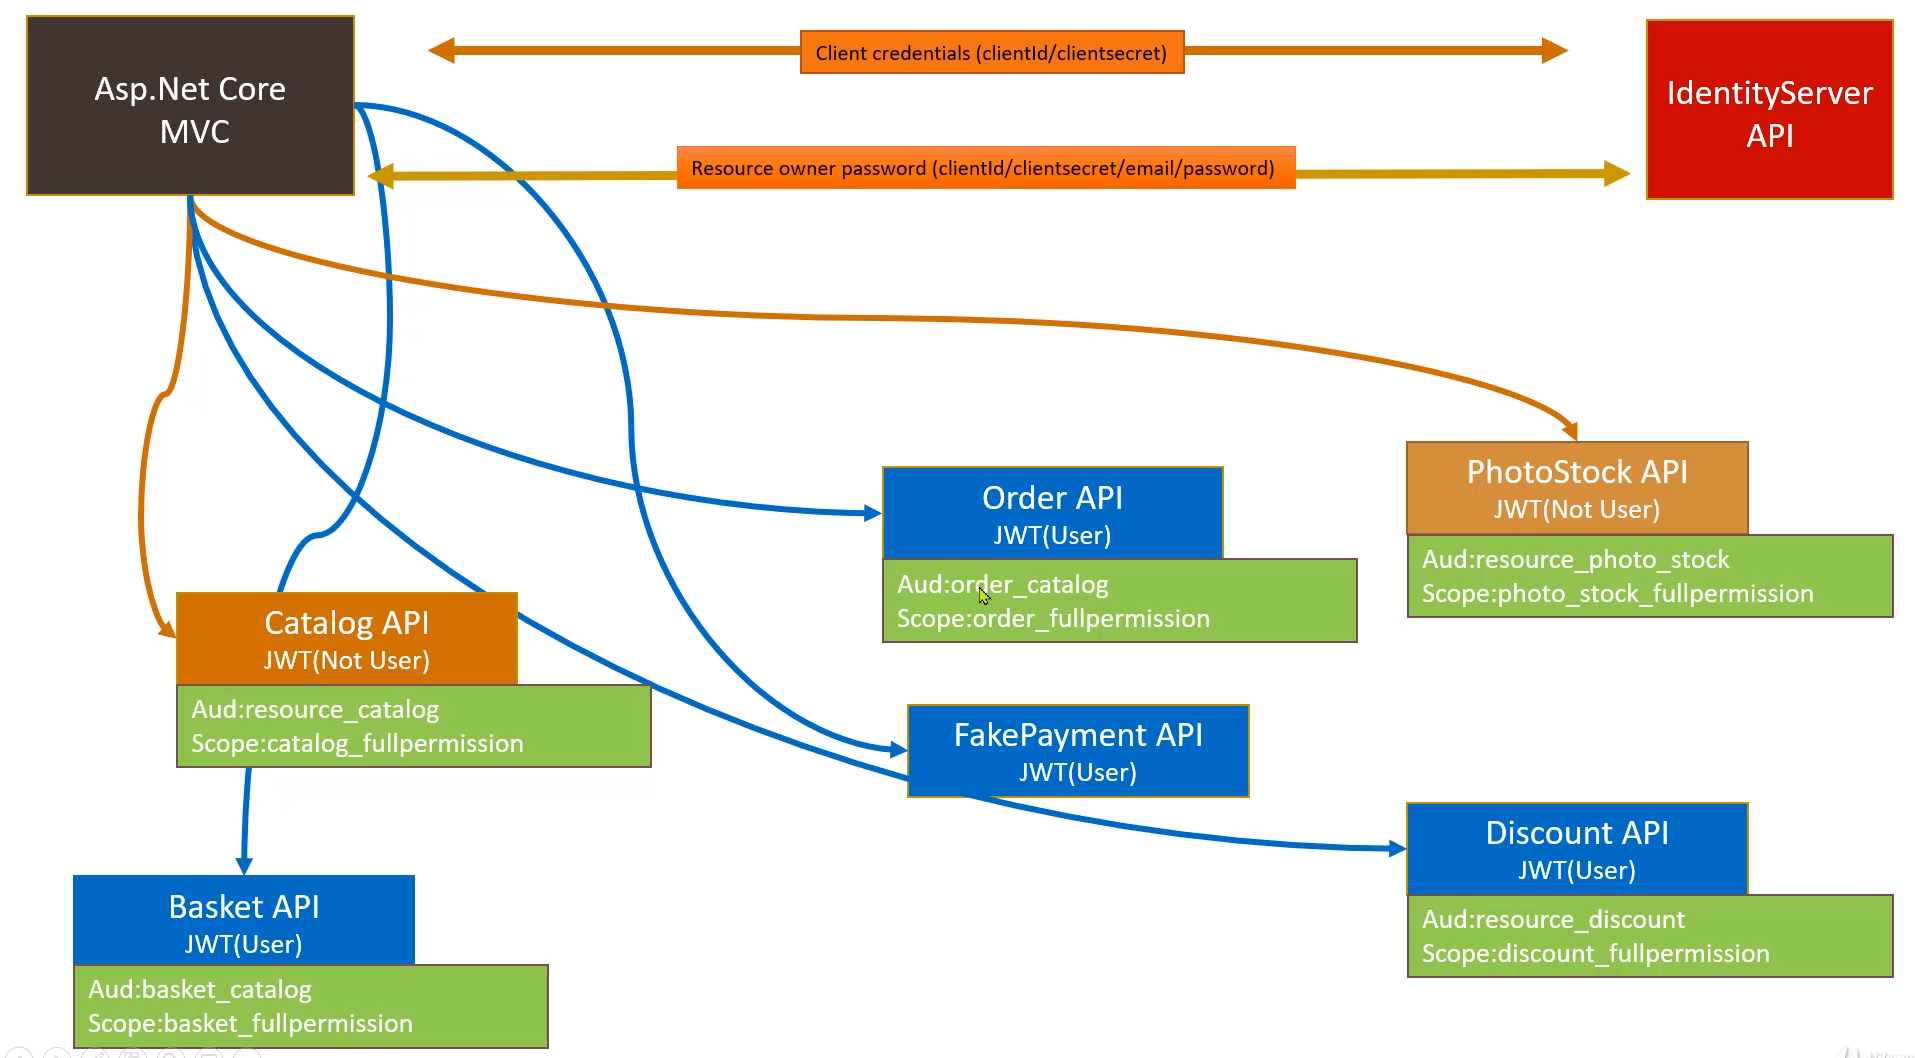 Asp.Net Core
MVC
Client credentials (clientId/clientsecret)
IdentityServer
API
Resource owner password (clientId/clientsecret/email/password)
Order API
JWT(User)
Aud:order_catalog
Scope:order_fullpermission
PhotoStock API
JWT(Not User)
Aud:resource_photo_stock
Scope:photo_stock_fullpermission
Catalog API
JWT(Not User)
Aud:resource_catalog
Scope:catalog_fullpermission
FakePayment API
JWT(User)
Discount API
JWT(User)
Aud:resource_discount
Scope:discount_fullpermission
Basket API
JWT(User)
Aud:basket_catalog
Scope:basket_fullpermission